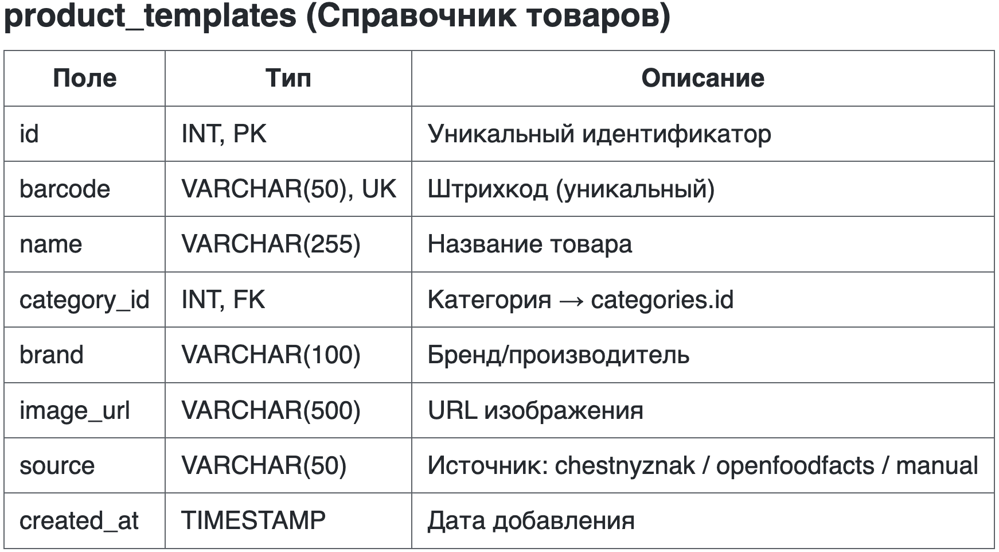 product_templates (Справочник товаров)
Поле Тип Описание
id INT, PK Уникальный идентификатор
barcode VARCHAR(50), UK Штрихкод (уникальный)
name VARCHAR(255) Название товара
category_id INT, FK Категория → categories.id
brand VARCHAR(100) Бренд/производитель
image_url VARCHAR(500) URL изображения
source VARCHAR(50) Источник: chestnyznak / openfoodfacts / manual
created_at TIMESTAMP Дата добавления